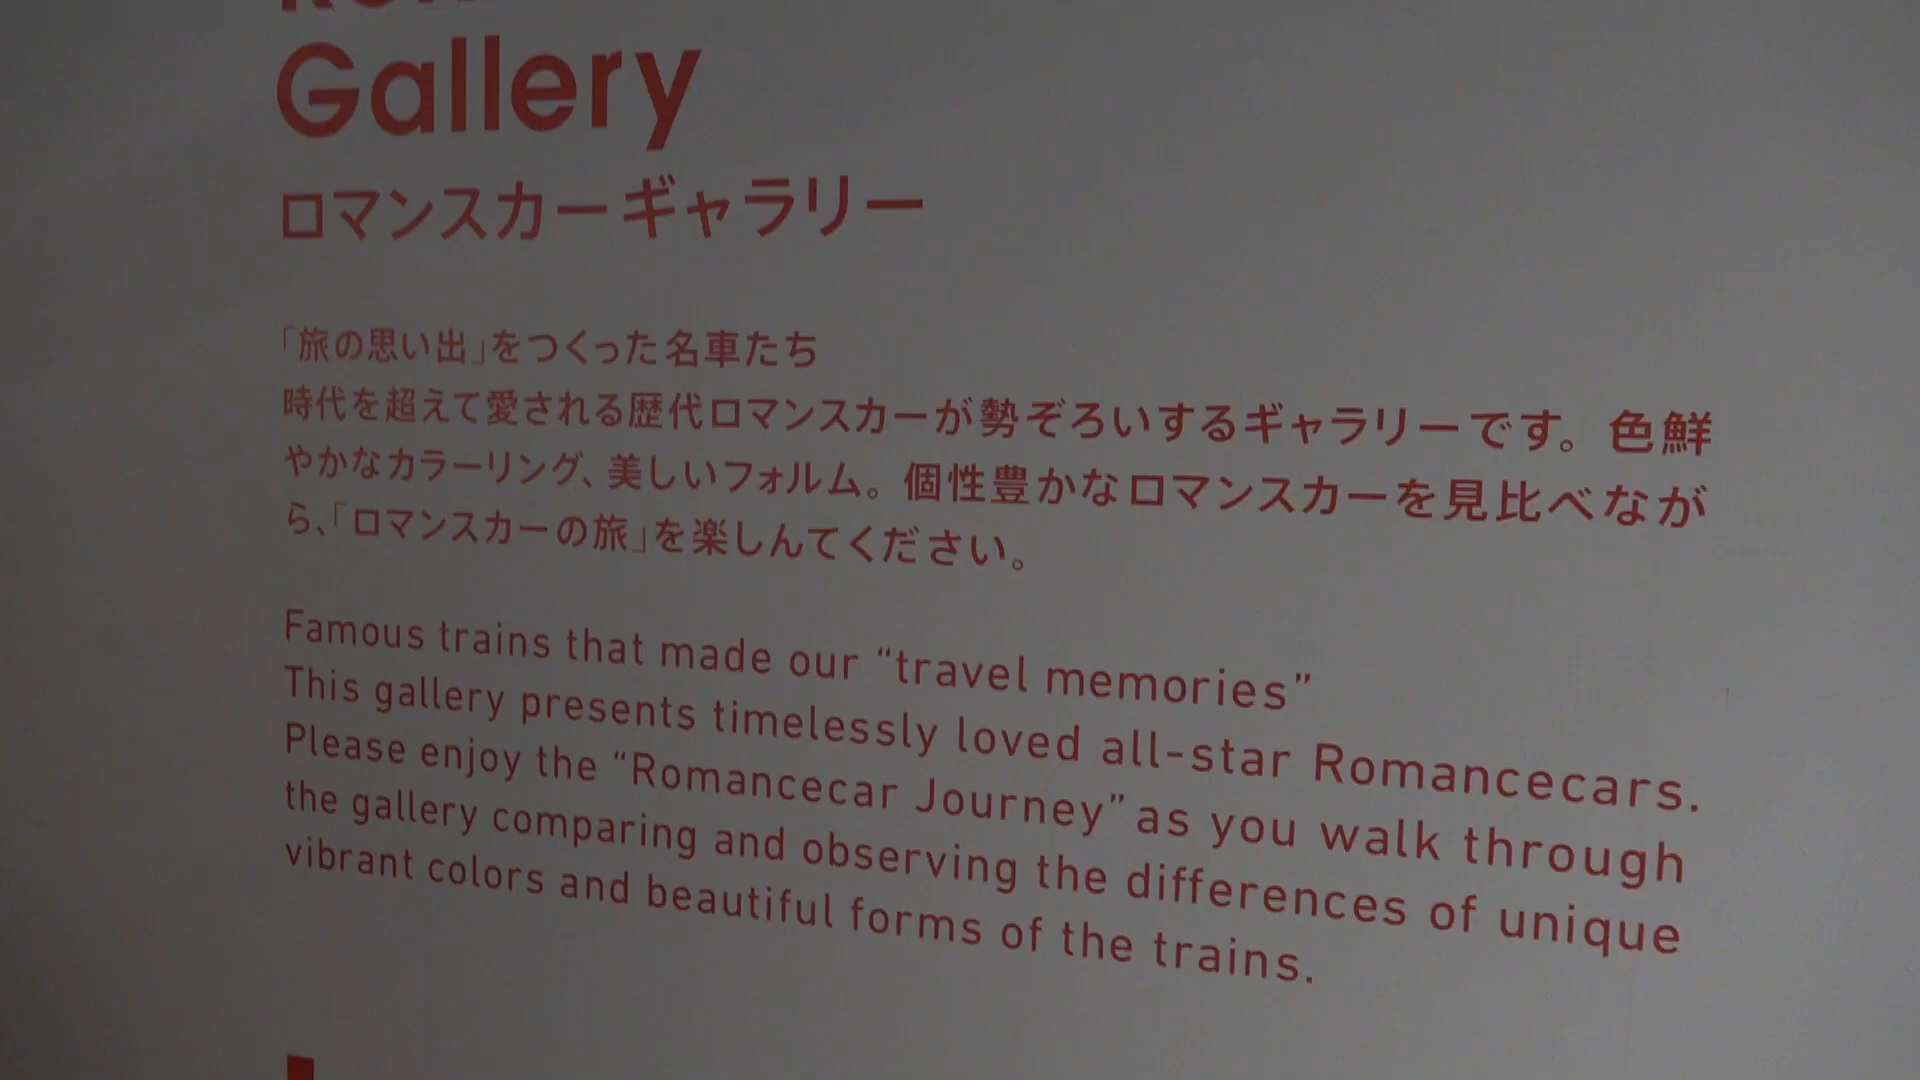 Gallery
ロマンスカーギャラリー
「旅の思い出」をつくった名車たち
時代を超えて愛される歴代ロマンスカーが勢ぞろいするギャラリーです。色鮮
やかなカラーリング、美しいフォルム。個性豊かなロマンスカーを見比べなが
ら、「ロマンスカーの旅」を楽しんでください。
Famous trains that made our “travel memories”
This gallery presents timelessly loved all-star Romancecars.
Please enjoy the “Romancecar Journey” as you walk through
the gallery comparing and observing the differences of unique
vibrant colors and beautiful forms of the trains.